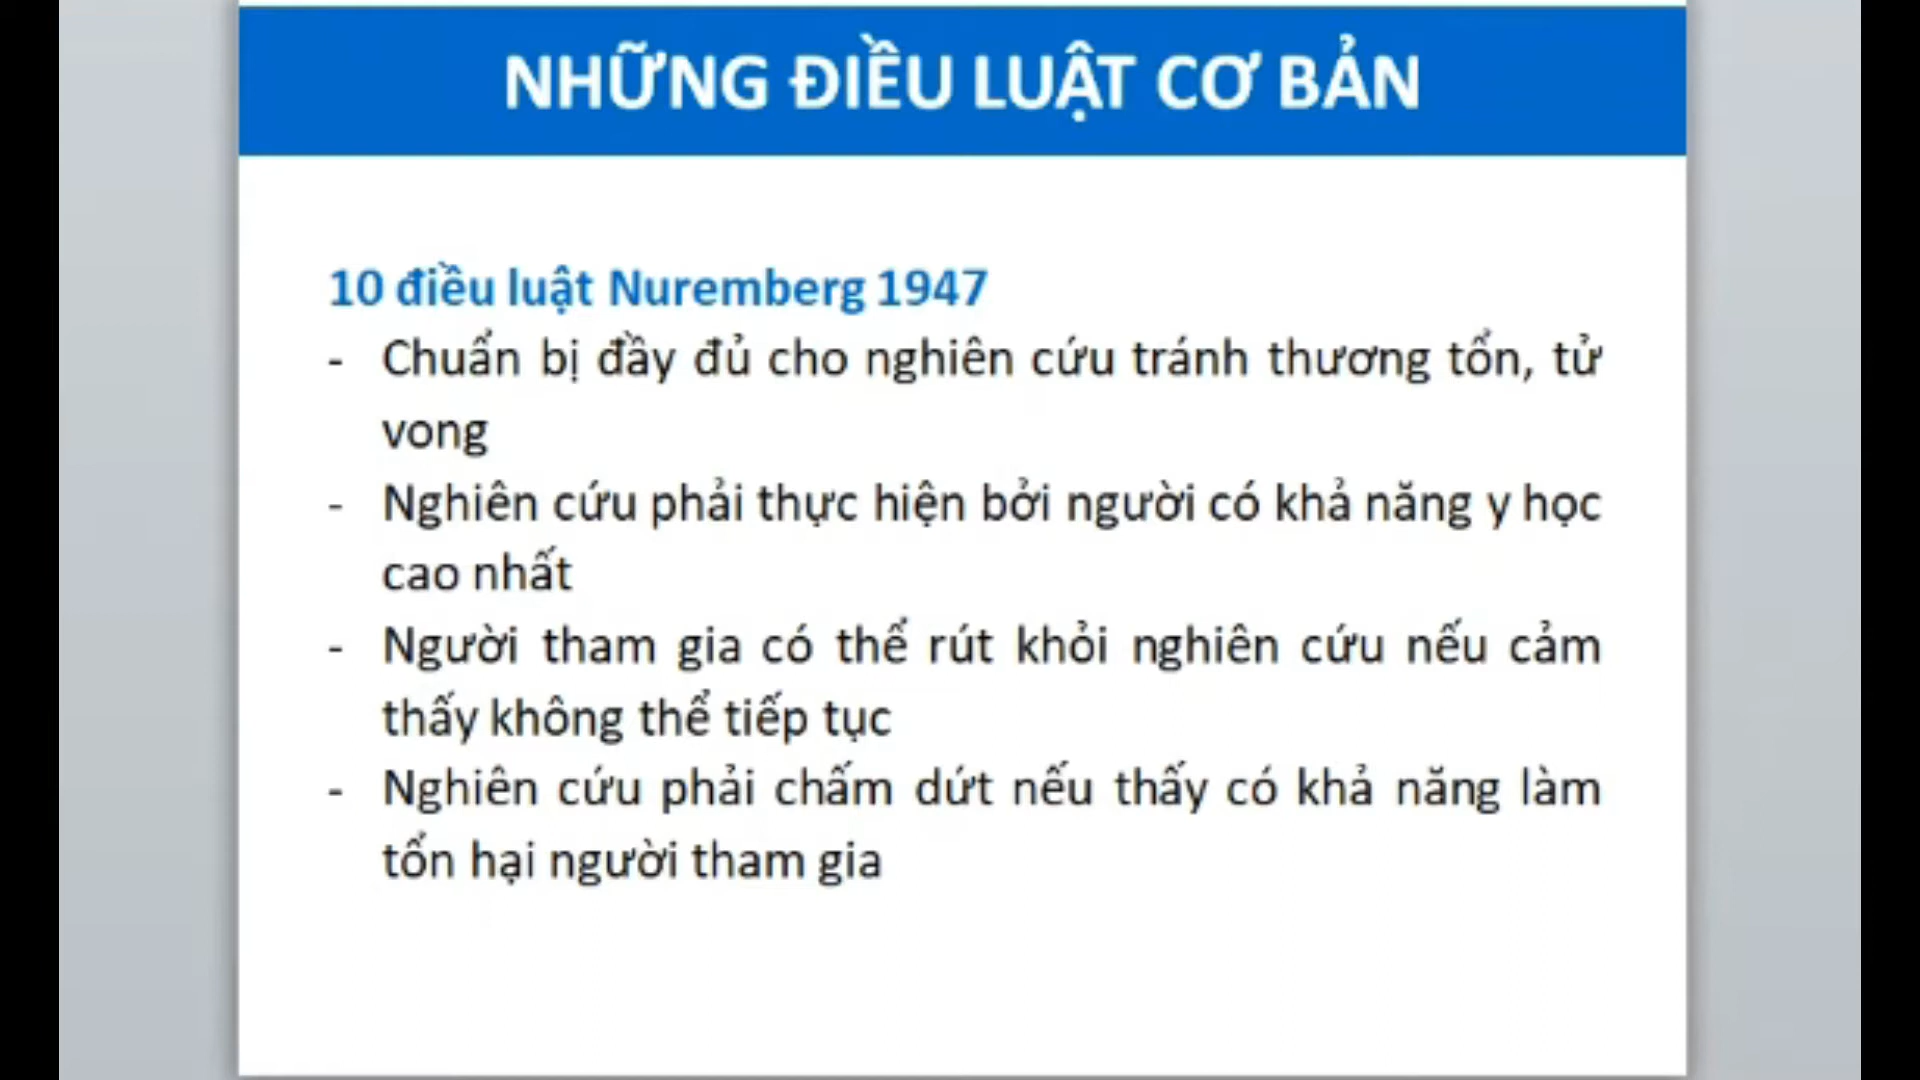 NHỮNG ĐIỀU LUẬT CƠ BẢN
10 điều luật Nuremberg 1947
- Chuẩn bị đầy đủ cho nghiên cứu tránh thương tổn, tử
vong
- Nghiên cứu phải thực hiện bởi người có khả năng y học
cao nhất
- Người tham gia có thể rút khỏi nghiên cứu nếu cảm
thấy không thể tiếp tục
- Nghiên cứu phải chấm dứt nếu thấy có khả năng làm
tổn hại người tham gia